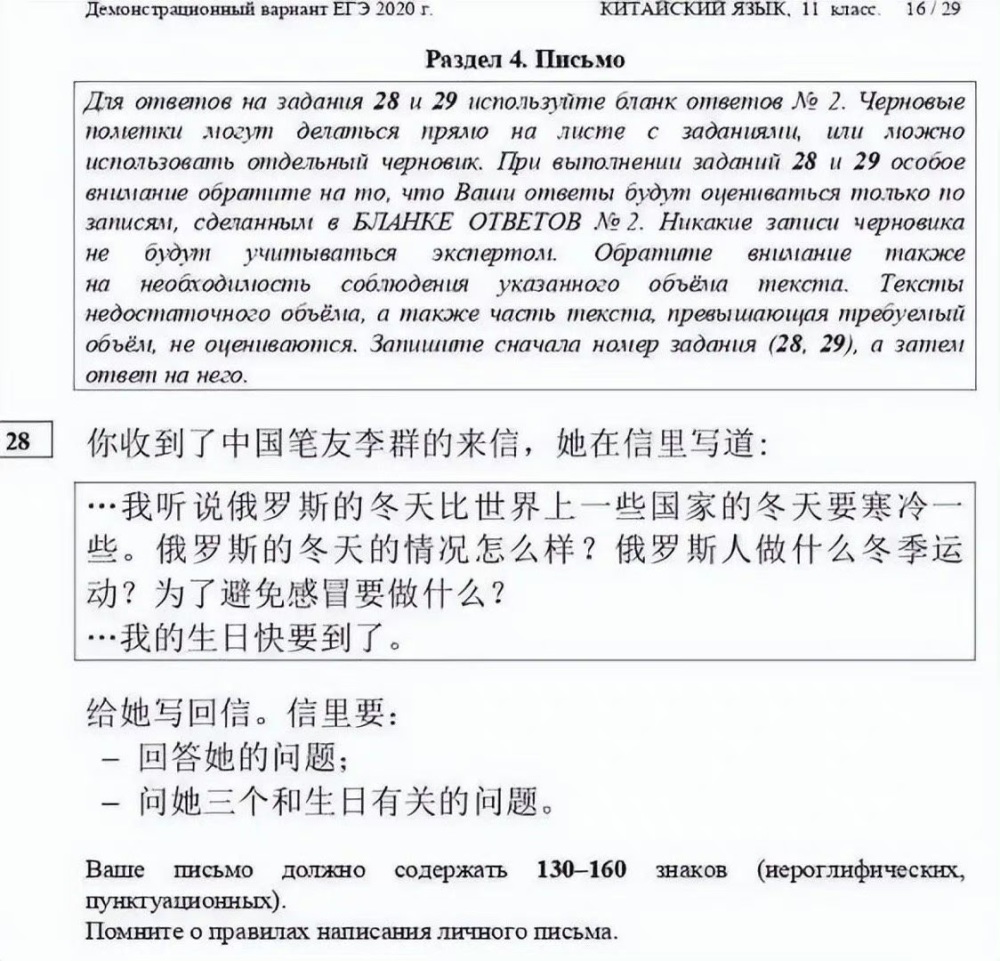 Демонстрационный вариант ЕГЭ 2020 г. КИТАЙСКИЙ ЯЗЫК, 11 класс. 16 / 29
Раздел 4. Письмо
Для ответов на задания 28 и 29 используйте бланк ответов № 2. Черновые
пометки могут делаться прямо на листе с заданиями, или можно
использовать отдельный черновик. При выполнении заданий 28 и 29 особое
внимание обратите на то, что Ваши ответы будут оцениваться только по
записям, сделанным в БЛАНКЕ ОТВЕТОВ № 2. Никакие записи черновика
не будут учитываться экспертом. Обратите внимание также
на необходимость соблюдения указанного объёма текста. Тексты
недостаточного объёма, а также часть текста, превышающая требуемый
объём, не оцениваются. Запишите сначала номер задания (28, 29), а затем
ответ на него.
28 你收到了中国笔友李群的来信，她在信里写道：
…我听说俄罗斯的冬天比世界上一些国家的冬天要寒冷一
些。俄罗斯的冬天的情况怎么样？俄罗斯人做什么冬季运
动？为了避免感冒要做什么？
…我的生日快要到了。
给她写回信。信里要：
– 回答她的问题；
– 问她三个和生日有关的问题。
Ваше письмо должно содержать 130–160 знаков (иероглифических,
пунктуационных).
Помните о правилах написания личного письма.